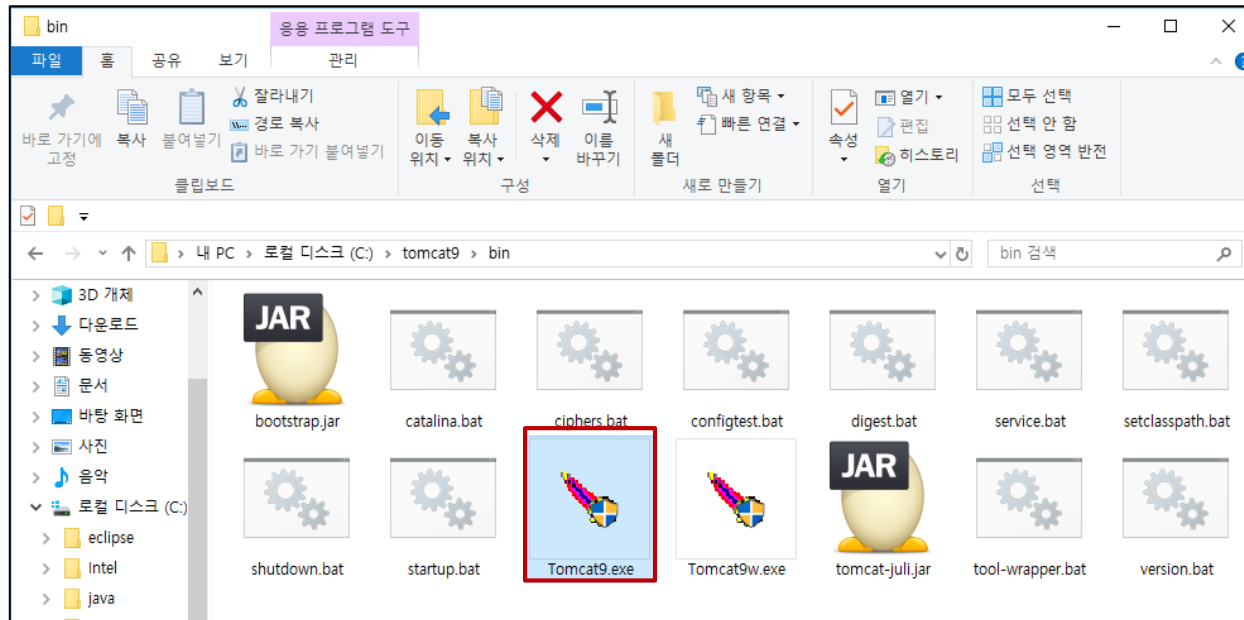 bin
응용 프로그램 도구
파일 홈 공유 보기 관리
바로 가기에 고정
복사
붙여넣기
잘라내기
경로 복사
바로 가기 붙여넣기
클립보드
이동 위치
복사 위치
삭제
이름 바꾸기
구성
새 폴더
새 항목
빠른 연결
새로 만들기
속성
열기
편집
히스토리
열기
모두 선택
선택 안 함
선택 영역 반전
선택
내 PC > 로컬 디스크 (C:) > tomcat9 > bin
bin 검색
3D 개체
다운로드
동영상
문서
바탕 화면
사진
음악
로컬 디스크 (C:)
eclipse
Intel
java
JAR
bootstrap.jar catalina.bat ciphers.bat configtest.bat digest.bat service.bat setclasspath.bat
JAR
shutdown.bat startup.bat Tomcat9.exe Tomcat9w.exe tomcat-juli.jar tool-wrapper.bat version.bat